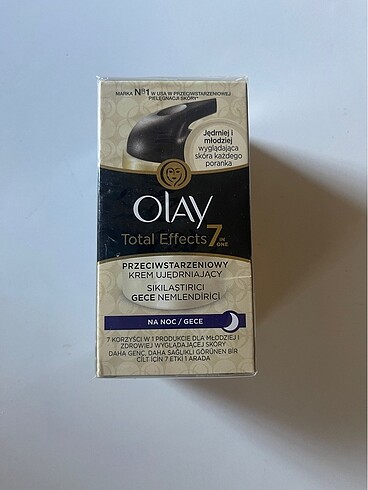 MARKA Nº1 W USA W PRZECIWSTARZENIOWEJ
PIELĘGNACJI SKÓRY
Jędrniej i
młodziej
wyglądająca
skóra każdego
poranka
OLAY
Total Effects 7 IN ONE
PRZECIWSTARZENIOWY
KREM UJĘDRNIAJĄCY
SIKILAŞTIRICI
GECE NEMLENDİRİCİ
NA NOC / GECE
7 KORZYŚCI W 1 PRODUKCIE DLA MŁODZIEJ I
ZDROWIEJ WYGLĄDAJĄCEJ SKÓRY
DAHA GENÇ, DAHA SAĞLIKLI GÖRÜNEN BİR
CİLT İÇİN 7 ETKİ 1 ARADA